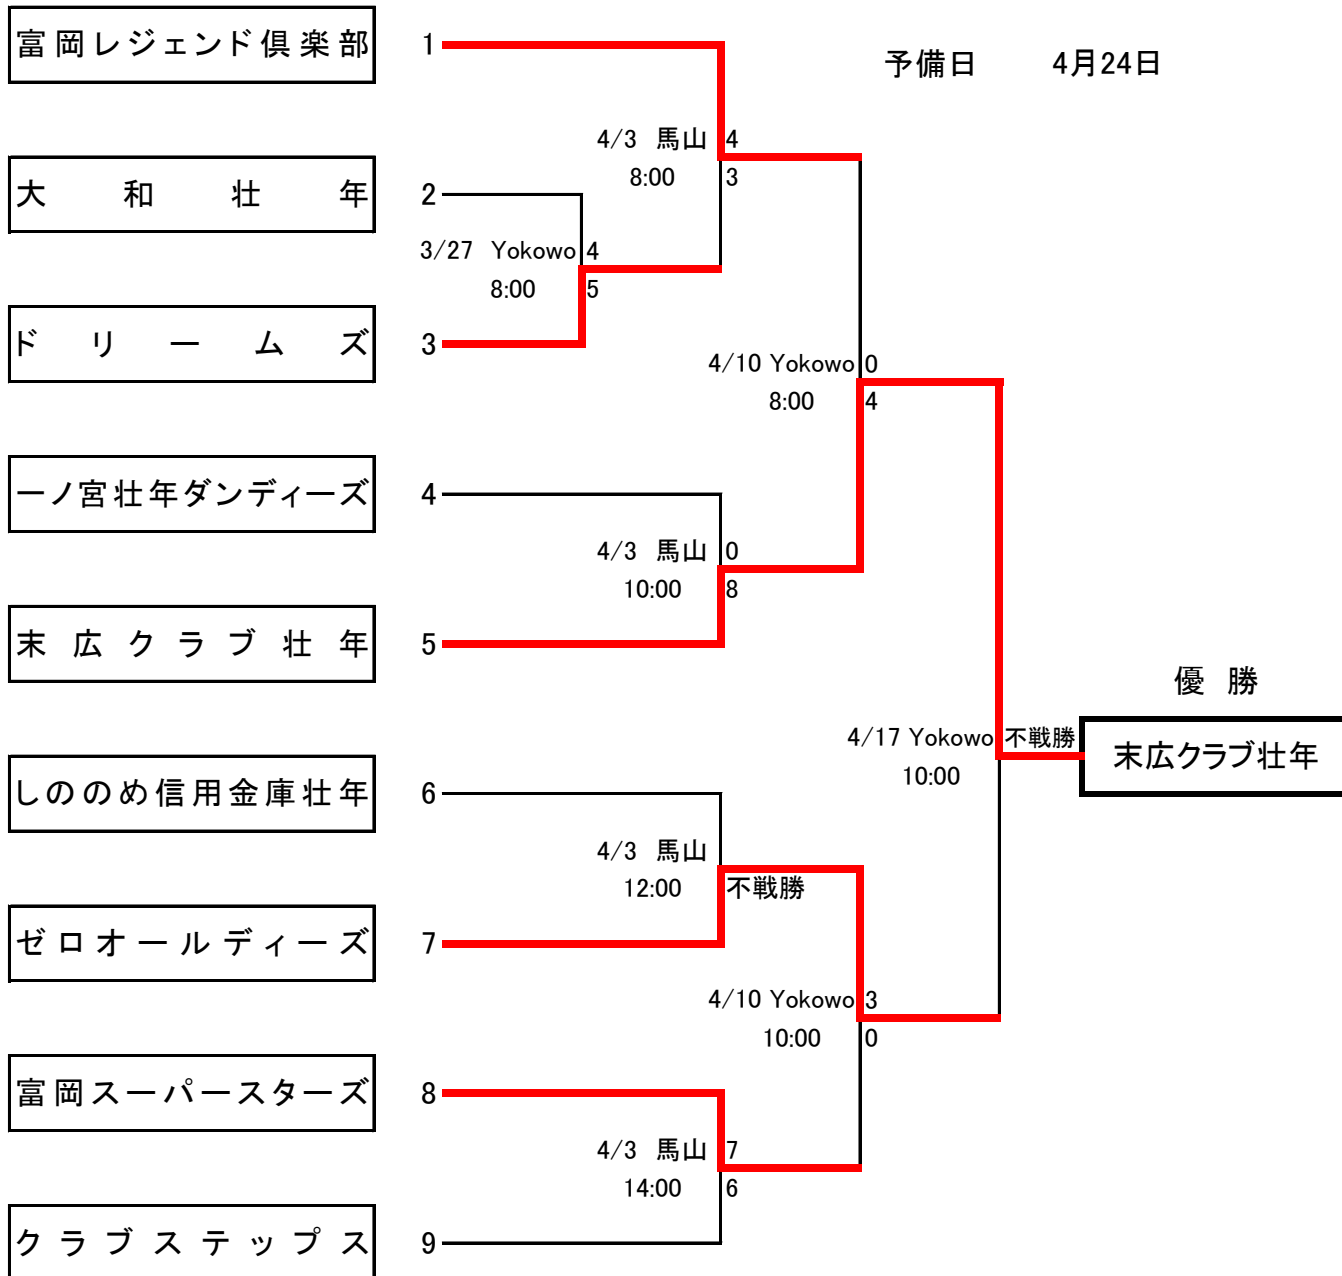 富岡レジェンド倶楽部 1
予備日 4月24日
4/3 馬山 4
8:00 3
大和壮年 2
3/27 Yokowo 4
8:00 5
ドリームズ 3
4/10 Yokowo 0
8:00 4
一ノ宮壮年ダンディーズ 4
4/3 馬山 0
10:00 8
末広クラブ壮年 5
優勝
4/17 Yokowo 不戦勝
末広クラブ壮年
10:00
しののめ信用金庫壮年 6
4/3 馬山
12:00 不戦勝
ゼロオールディーズ 7
4/10 Yokowo 3
10:00 0
富岡スーパースターズ 8
4/3 馬山 7
14:00 6
クラブステップス 9